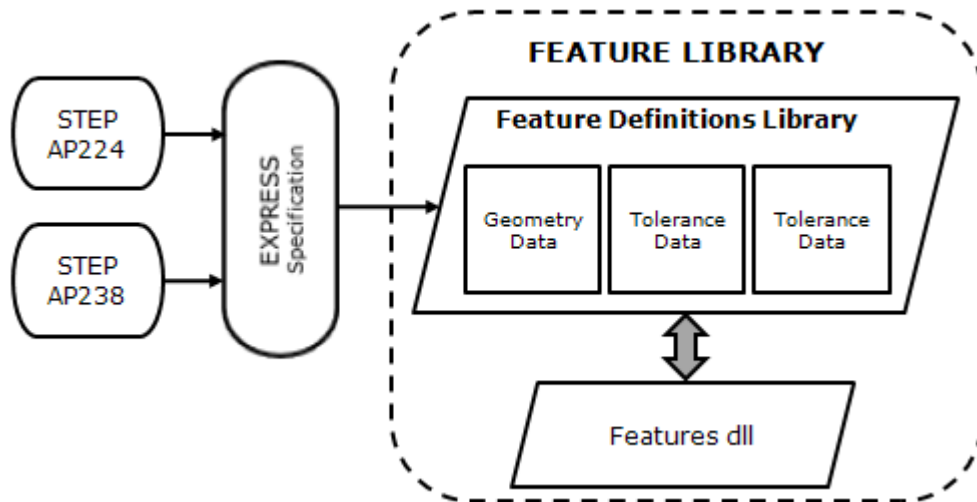 FEATURE LIBRARY
STEP
AP224
STEP
AP238
EXPRESS
Specification
Feature Definitions Library
Geometry
Data
Tolerance
Data
Tolerance
Data
Features dll